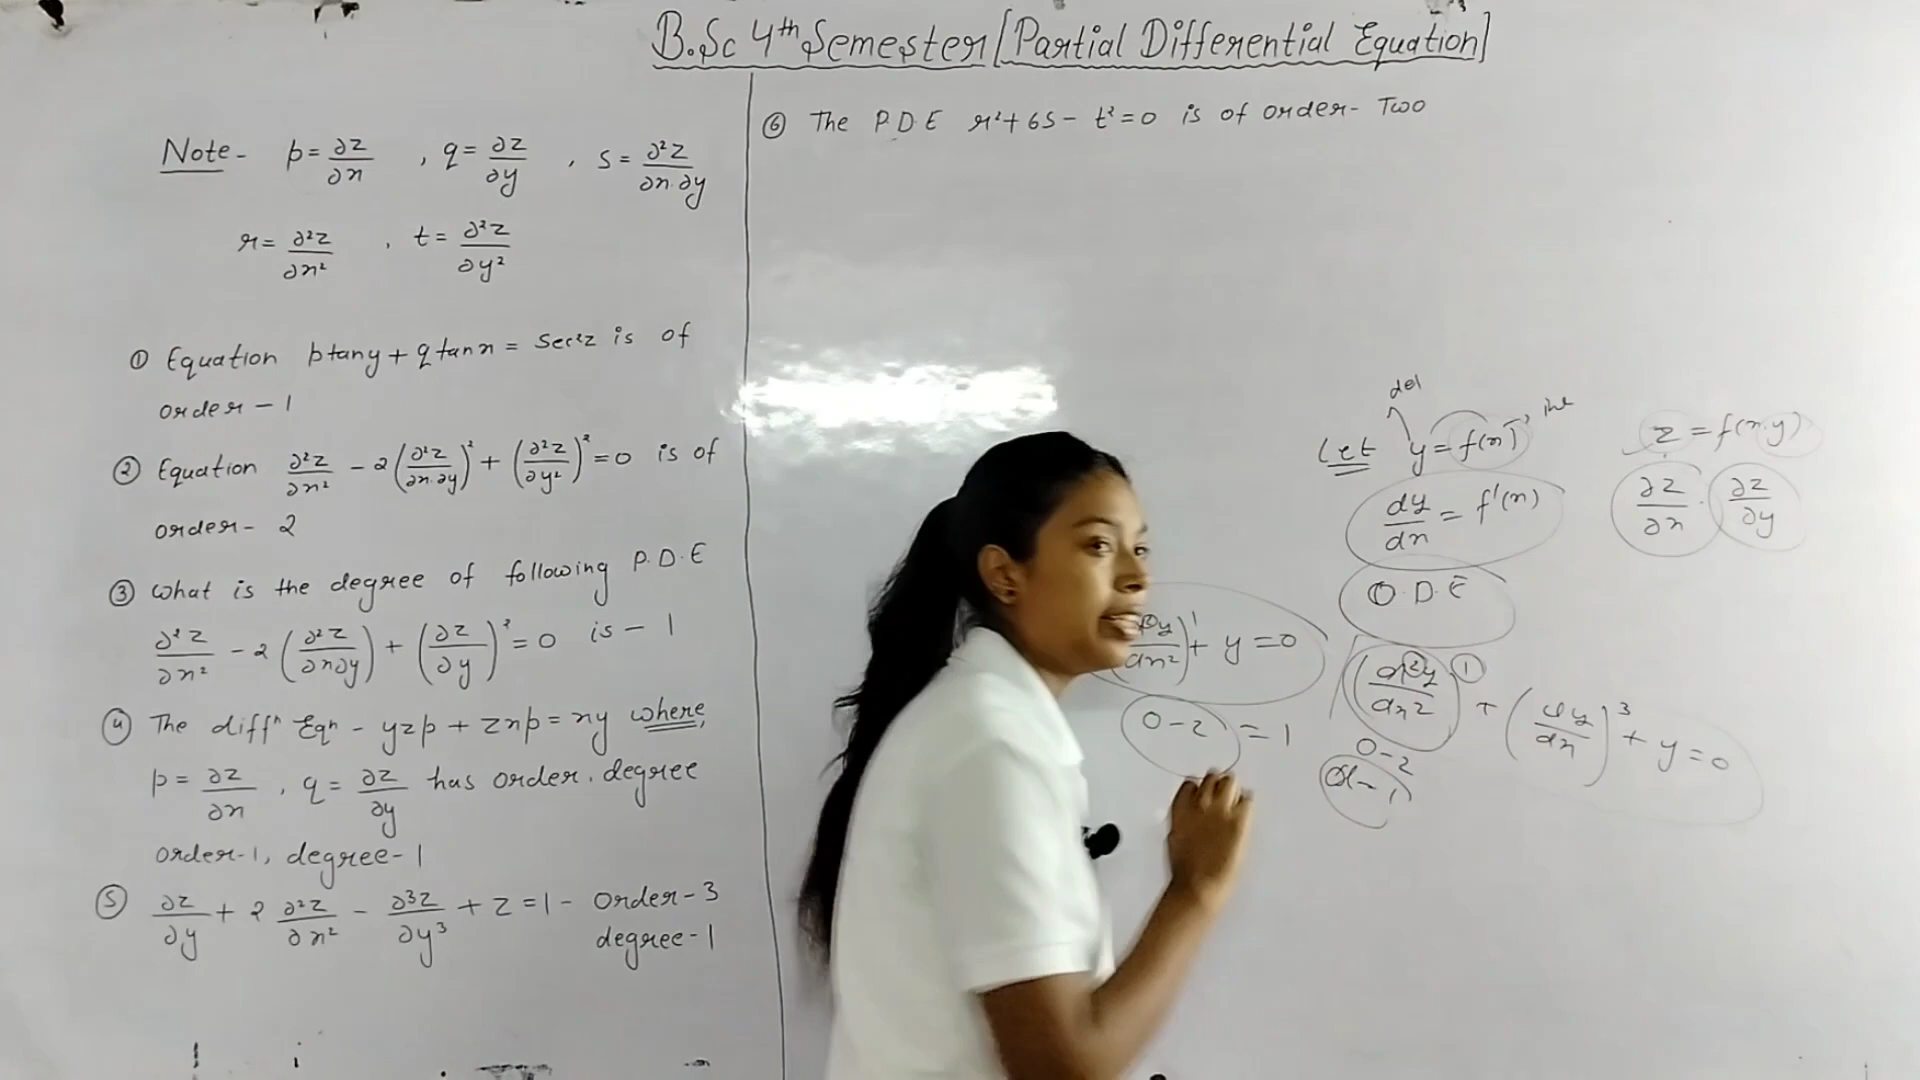 B.Sc 4th Semester [Partial Differential Equation]
Note - p = ∂z/∂x , q = ∂z/∂y , s = ∂²z/∂x.∂y
r = ∂²z/∂x² , t = ∂²z/∂y²
① Equation p tany + q tanx = Sec²z is of
order - 1
② Equation ∂²z/∂x² - 2(∂²z/∂x.∂y)² + (∂²z/∂y²)² = 0 is of
order - 2
③ What is the degree of following P.D.E
∂²z/∂x² - 2(∂²z/∂x∂y) + (∂z/∂y)² = 0 is - 1
④ The diffⁿ Eqⁿ - yzp + zxp = xy where,
p = ∂z/∂x , q = ∂z/∂y has order, degree
order-1, degree-1
⑤ ∂z/∂y + 2 ∂²z/∂x² - ∂³z/∂y³ + z = 1 - order-3
degree-1
⑥ The P.D.E r² + 6s - t² = 0 is of order - Two
del
Let y = f(x)
dy/dx = f'(x)
O.D.E
z = f(x.y)
∂z/∂x . ∂z/∂y
dx²)¹ + y = 0
0-2 = 1
(d²y/dx²)① + (dy/dx)³ + y = 0
0-2